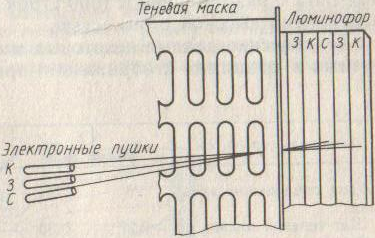 Теневая маска
Люминофор
З К С З К
Электронные пушки
К
З
С